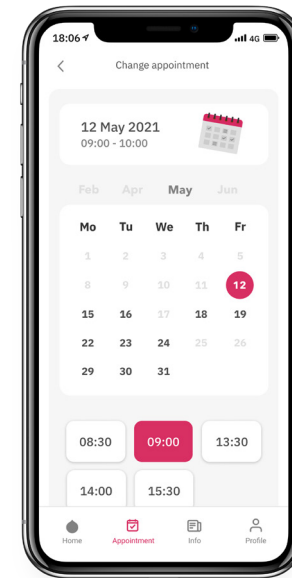 18:06 4G
Change appointment
12 May 2021
09:00 - 10:00
Feb Apr May Jun
Mo Tu We Th Fr
1 2 3 4 5
8 9 10 11 12
15 16 17 18 19
22 23 24 25 26
29 30 31
08:30 09:00 13:30
14:00 15:30
Home Appointment Info Profile